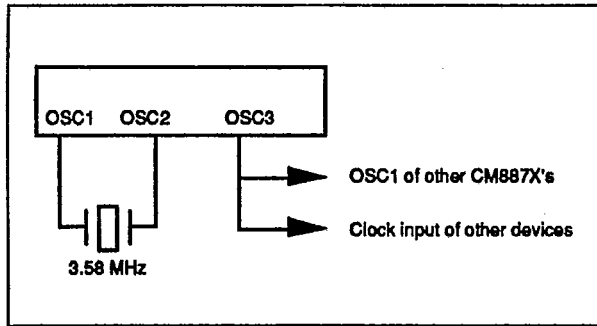 OSC1 OSC2 OSC3
OSC1 of other CM887X's
Clock input of other devices
3.58 MHz